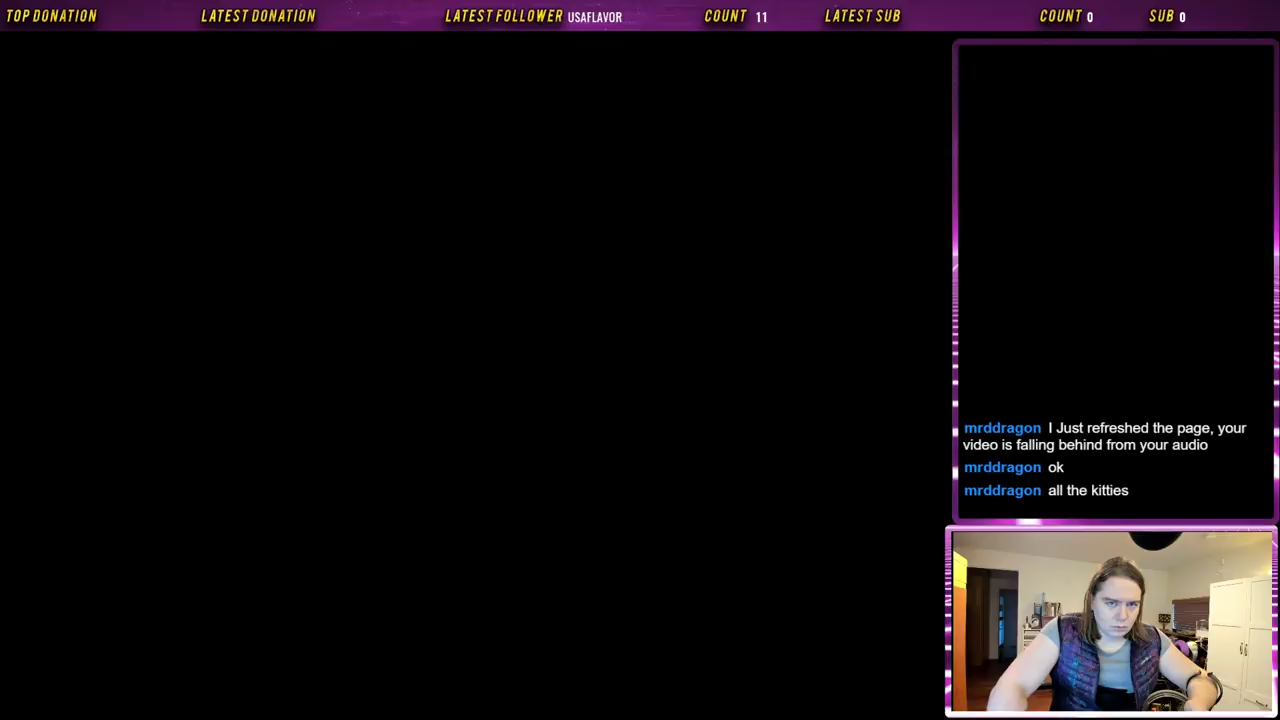 TOP DONATION LATEST DONATION LATEST FOLLOWER USAFLAVOR COUNT 11 LATEST SUB COUNT 0 SUB 0
mrddragon I Just refreshed the page, your
video is falling behind from your audio
mrddragon ok
mrddragon all the kitties